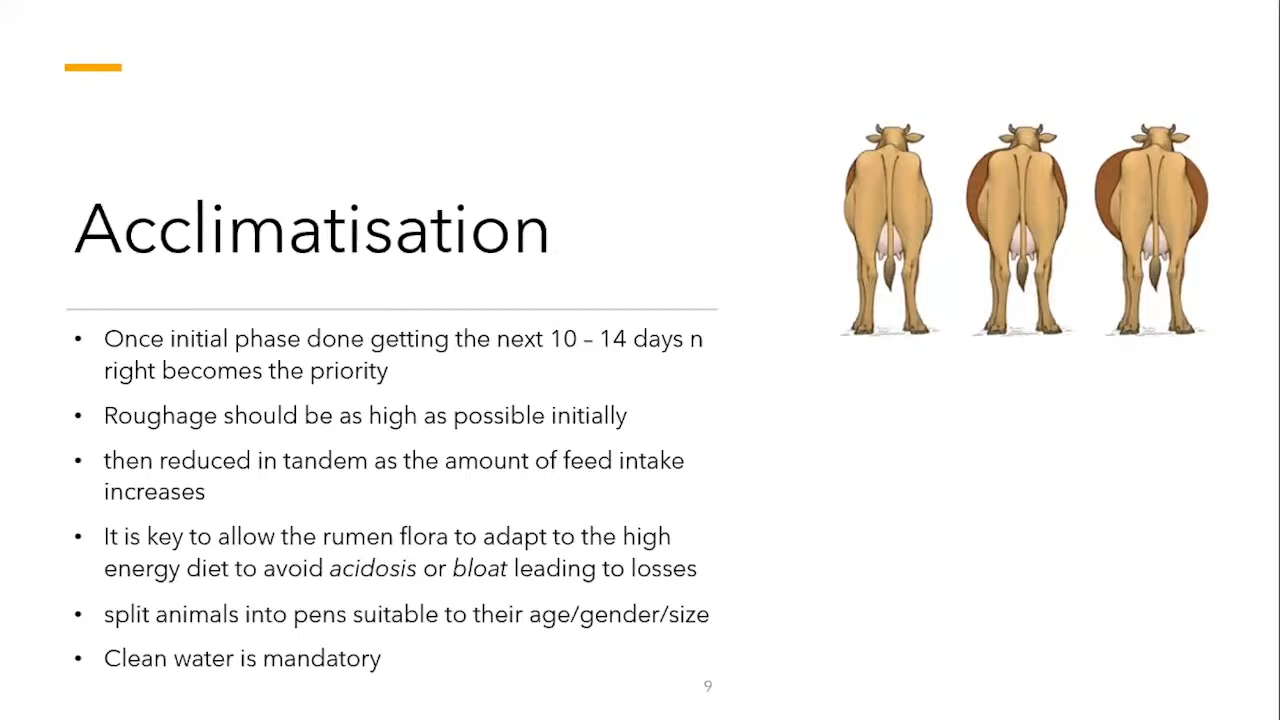 Acclimatisation
• Once initial phase done getting the next 10 – 14 days n
right becomes the priority
• Roughage should be as high as possible initially
• then reduced in tandem as the amount of feed intake
increases
• It is key to allow the rumen flora to adapt to the high
energy diet to avoid acidosis or bloat leading to losses
• split animals into pens suitable to their age/gender/size
• Clean water is mandatory
9